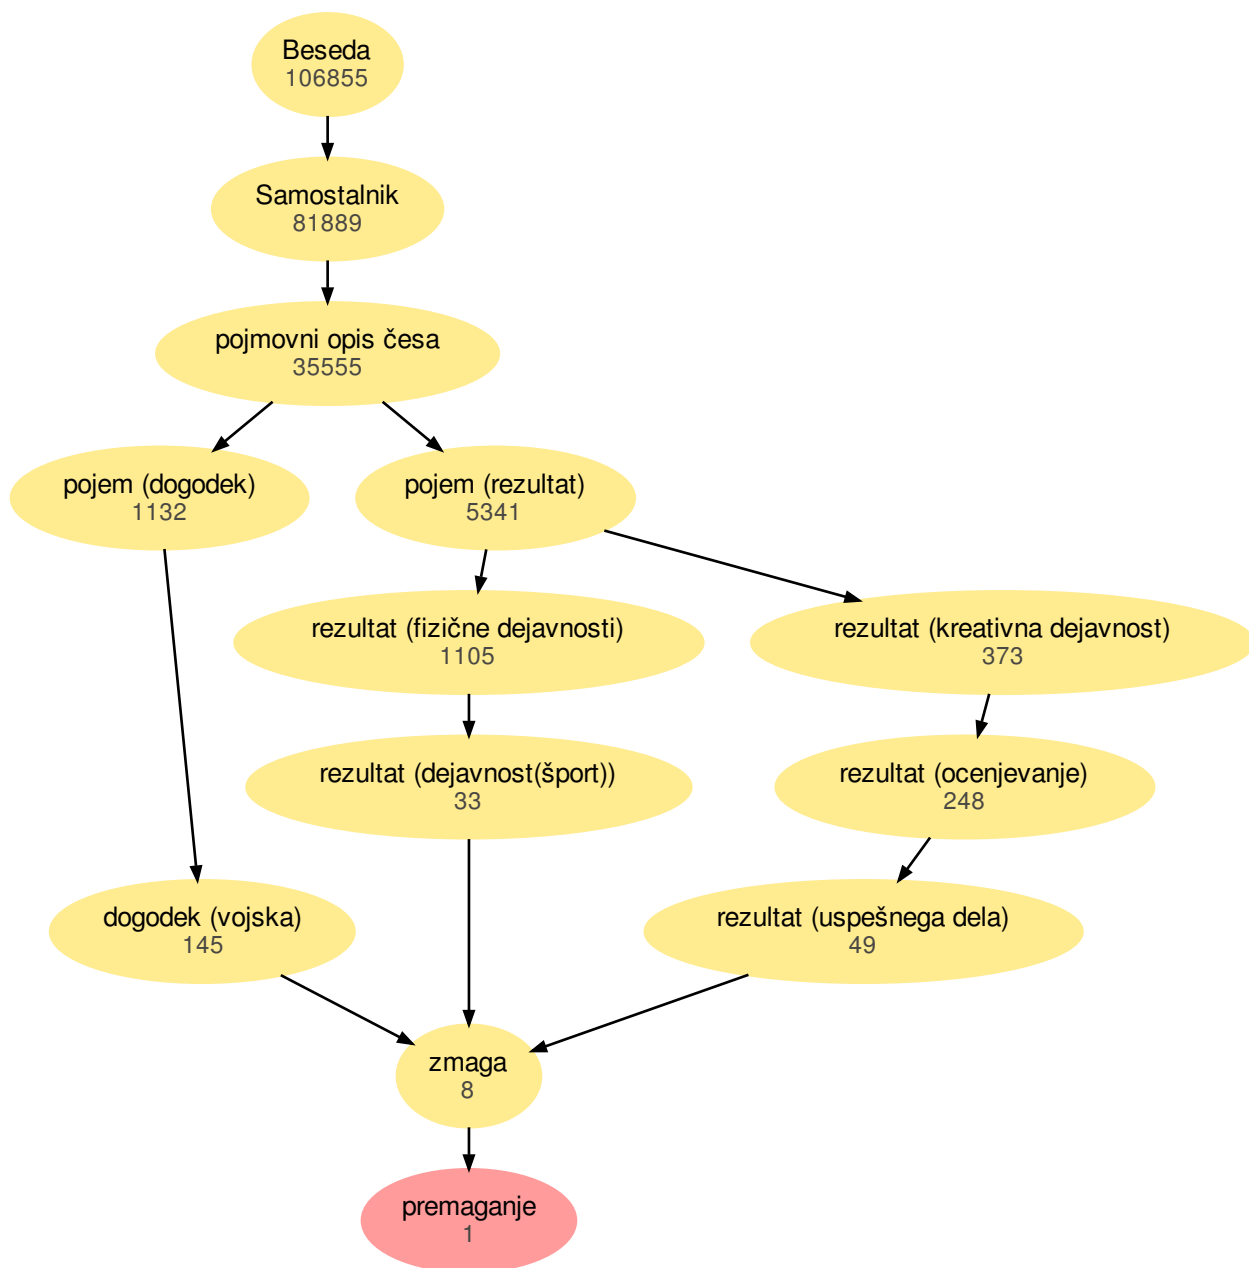 Beseda
106855
Samostalnik
81889
pojmovni opis česa
35555
pojem (dogodek)
1132
pojem (rezultat)
5341
rezultat (fizične dejavnosti)
1105
rezultat (kreativna dejavnost)
373
rezultat (dejavnost(šport))
33
rezultat (ocenjevanje)
248
dogodek (vojska)
145
rezultat (uspešnega dela)
49
zmaga
8
premaganje
1